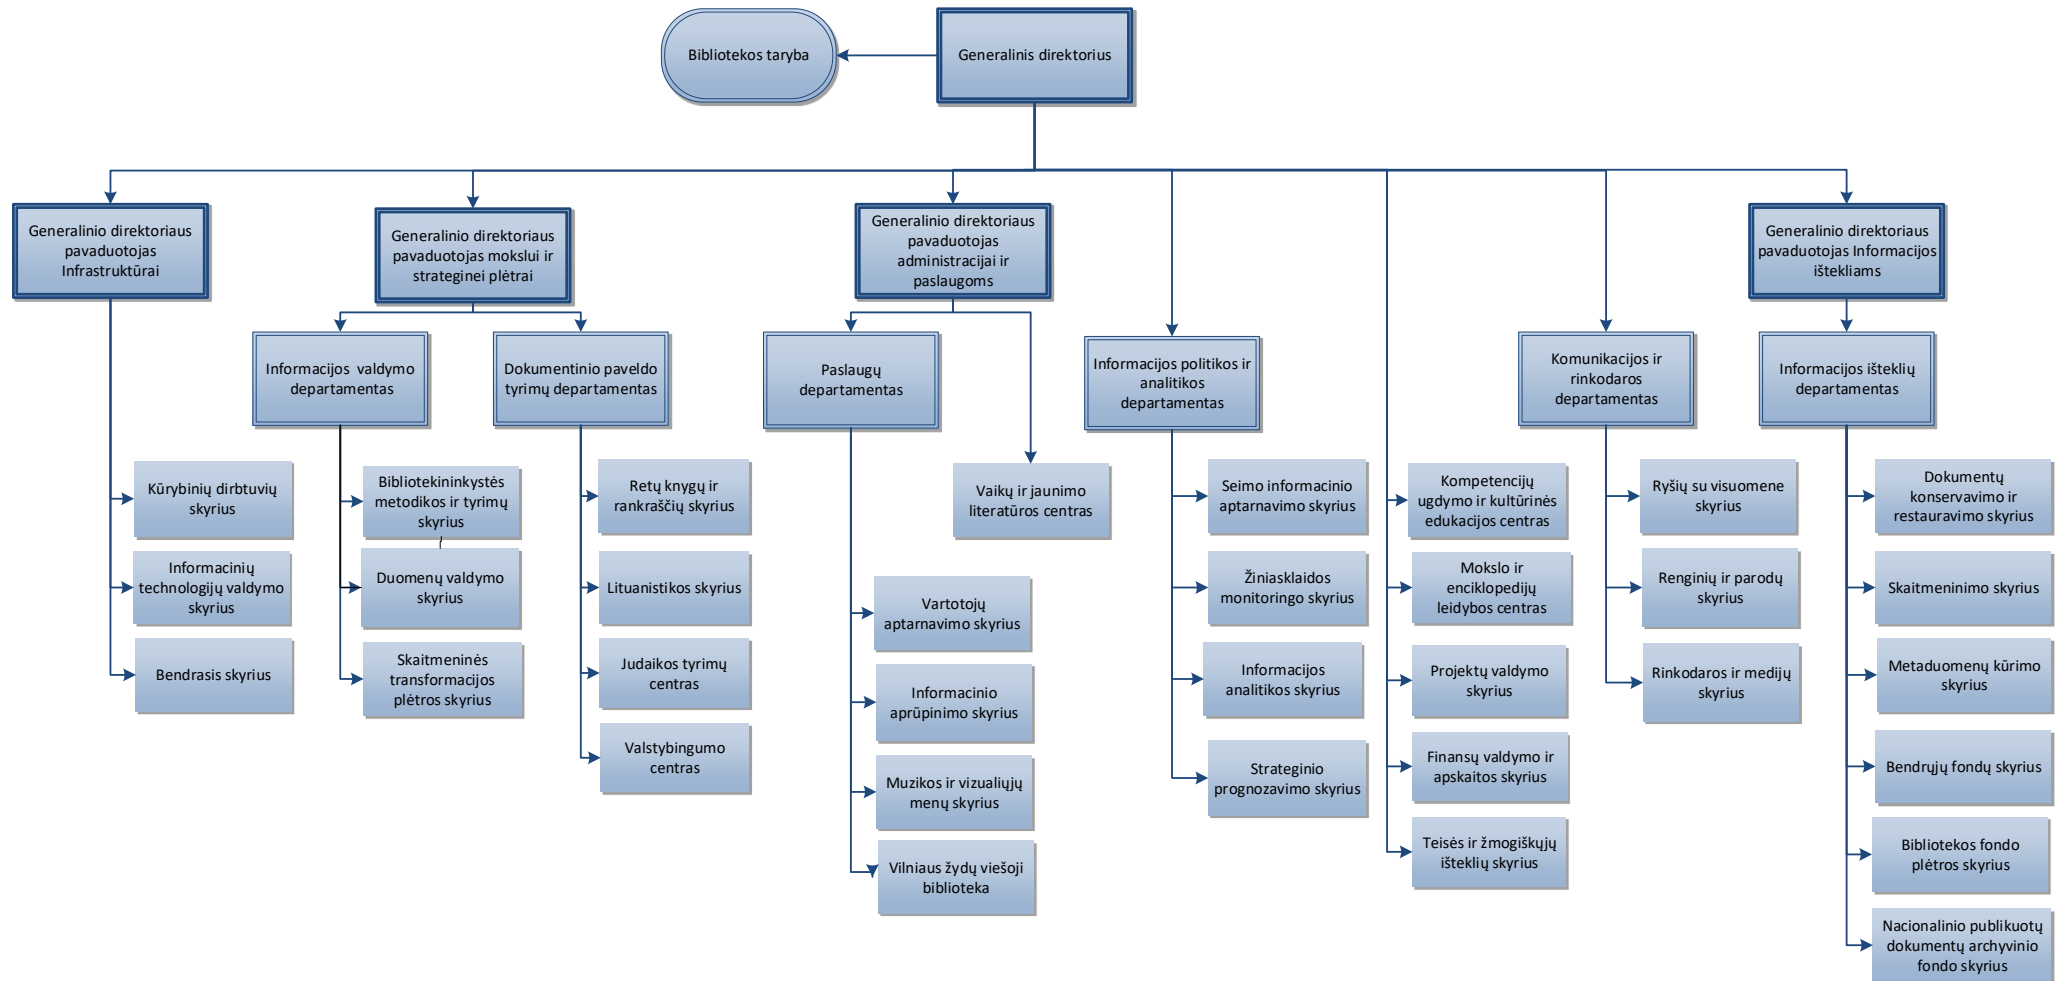 Bibliotekos taryba
Generalinis direktorius
Generalinio direktoriaus
pavaduotojas
Infrastruktūrai
Generalinio direktoriaus
pavaduotojas mokslui ir
strateginei plėtrai
Generalinio direktoriaus
pavaduotojas
administracijai ir
paslaugoms
Generalinio direktoriaus
pavaduotojas Informacijos
ištekliams
Informacijos valdymo
departamentas
Dokumentinio paveldo
tyrimų departamentas
Paslaugų
departamentas
Informacijos politikos ir
analitikos
departamentas
Komunikacijos ir
rinkodaros
departamentas
Informacijos išteklių
departamentas
Kūrybinių dirbtuvių
skyrius
Informacinių
technologijų valdymo
skyrius
Bendrasis skyrius
Bibliotekininkystės
metodikos ir tyrimų
skyrius
Duomenų valdymo
skyrius
Skaitmeninės
transformacijos
plėtros skyrius
Retų knygų ir
rankraščių skyrius
Lituanistikos skyrius
Judaikos tyrimų
centras
Valstybingumo
centras
Vaikų ir jaunimo
literatūros centras
Vartotojų
aptarnavimo skyrius
Informacinio
aprūpinimo skyrius
Muzikos ir vizualiųjų
menų skyrius
Vilniaus žydų viešoji
biblioteka
Seimo informacinio
aptarnavimo skyrius
Žiniasklaidos
monitoringo skyrius
Informacijos
analitikos skyrius
Strateginio
prognozavimo skyrius
Kompetencijų
ugdymo ir kultūrinės
edukacijos centras
Mokslo ir
enciklopedijų
leidybos centras
Projektų valdymo
skyrius
Finansų valdymo ir
apskaitos skyrius
Teisės ir žmogiškųjų
išteklių skyrius
Ryšių su visuomene
skyrius
Renginių ir parodų
skyrius
Rinkodaros ir medijų
skyrius
Dokumentų
konservavimo ir
restauravimo skyrius
Skaitmeninimo skyrius
Metaduomenų kūrimo
skyrius
Bendrųjų fondų skyrius
Bibliotekos fondo
plėtros skyrius
Nacionalinio publikuotų
dokumentų archyvinio
fondo skyrius